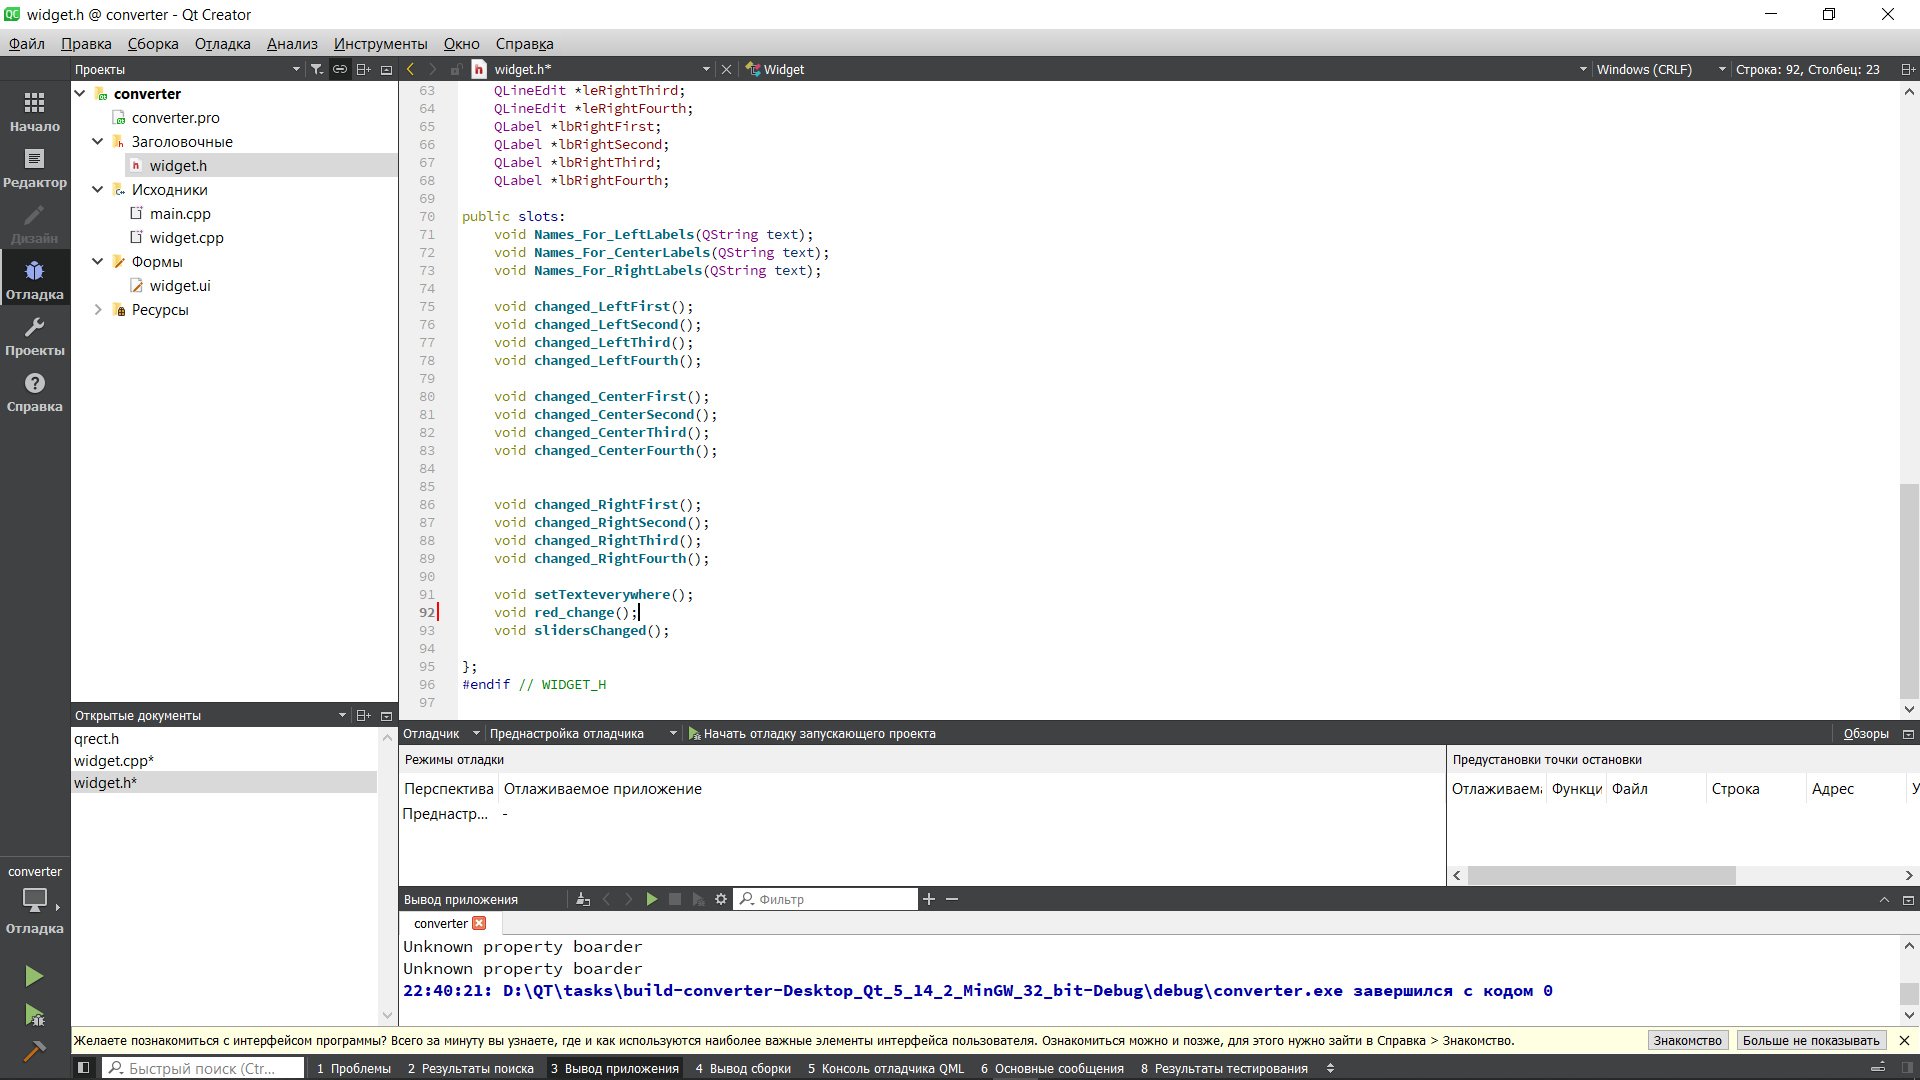 widget.h @ converter - Qt Creator
Файл Правка Сборка Отладка Анализ Инструменты Окно Справка
Проекты
widget.h*
Widget
Windows (CRLF)
Строка: 92, Столбец: 23
Начало
Редактор
Дизайн
Отладка
Проекты
Справка
converter
converter.pro
Заголовочные
widget.h
Исходники
main.cpp
widget.cpp
Формы
widget.ui
Ресурсы
63 QLineEdit *leRightThird;
64 QLineEdit *leRightFourth;
65 QLabel *lbRightFirst;
66 QLabel *lbRightSecond;
67 QLabel *lbRightThird;
68 QLabel *lbRightFourth;
69
70 public slots:
71 void Names_For_LeftLabels(QString text);
72 void Names_For_CenterLabels(QString text);
73 void Names_For_RightLabels(QString text);
74
75 void changed_LeftFirst();
76 void changed_LeftSecond();
77 void changed_LeftThird();
78 void changed_LeftFourth();
79
80 void changed_CenterFirst();
81 void changed_CenterSecond();
82 void changed_CenterThird();
83 void changed_CenterFourth();
84
85
86 void changed_RightFirst();
87 void changed_RightSecond();
88 void changed_RightThird();
89 void changed_RightFourth();
90
91 void setTexteverywhere();
92 void red_change();
93 void slidersChanged();
94
95 };
96 #endif // WIDGET_H
97
Открытые документы
qrect.h
widget.cpp*
widget.h*
Отладчик
Преднастройка отладчика
Начать отладку запускающего проекта
Обзоры
Режимы отладки
Перспектива Отлаживаемое приложение
Преднастр... -
Предустановки точки остановки
Отлаживаем Функци Файл Строка Адрес У
Вывод приложения
Фильтр
converter
Unknown property boarder
Unknown property boarder
22:40:21: D:\QT\tasks\build-converter-Desktop_Qt_5_14_2_MinGW_32_bit-Debug\debug\converter.exe завершился с кодом 0
converter
Отладка
Желаете познакомиться с интерфейсом программы? Всего за минуту вы узнаете, где и как используются наиболее важные элементы интерфейса пользователя. Ознакомиться можно и позже, для этого нужно зайти в Справка > Знакомство.
Знакомство
Больше не показывать
Быстрый поиск (Ctr...
1 Проблемы 2 Результаты поиска 3 Вывод приложения 4 Вывод сборки 5 Консоль отладчика QML 6 Основные сообщения 8 Результаты тестирования